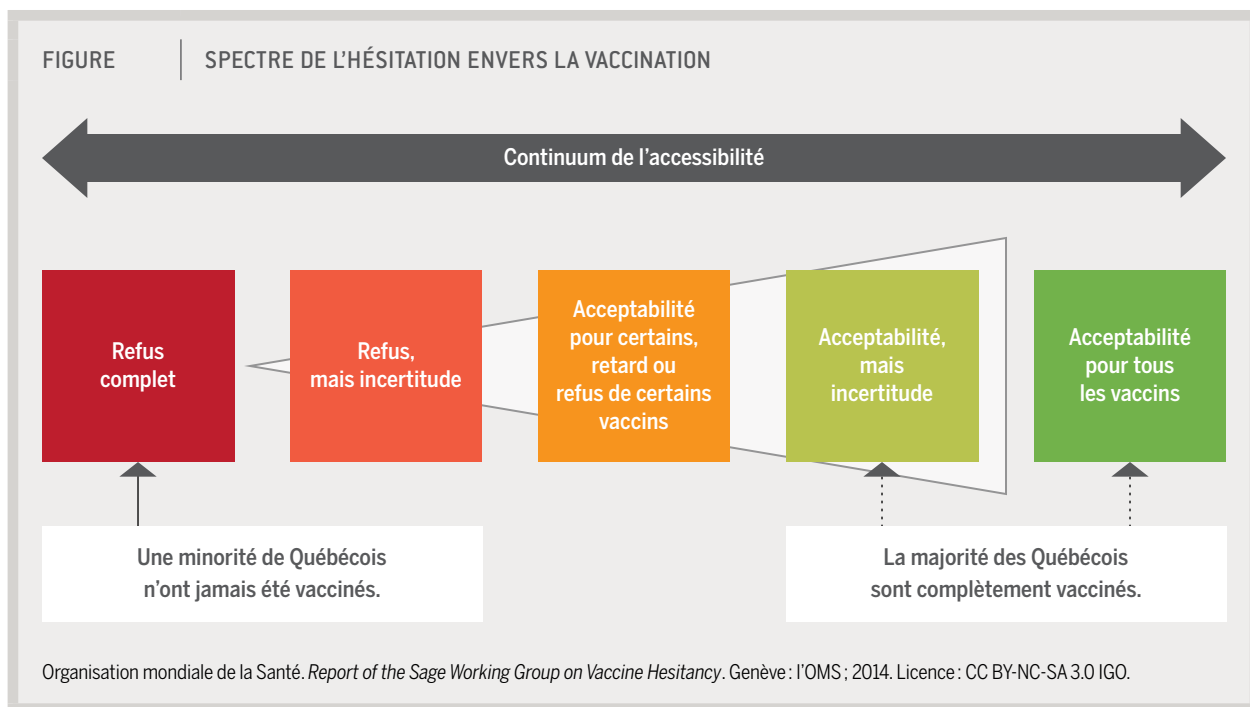 FIGURE SPECTRE DE L'HÉSITATION ENVERS LA VACCINATION
Continuum de l'accessibilité
Refus
complet
Refus,
mais incertitude
Acceptabilité
pour certains,
retard ou
refus de certains
vaccins
Acceptabilité,
mais
incertitude
Acceptabilité
pour tous
les vaccins
Une minorité de Québécois
n'ont jamais été vaccinés.
La majorité des Québécois
sont complètement vaccinés.
Organisation mondiale de la Santé. Report of the Sage Working Group on Vaccine Hesitancy. Genève : l'OMS ; 2014. Licence : CC BY-NC-SA 3.0 IGO.